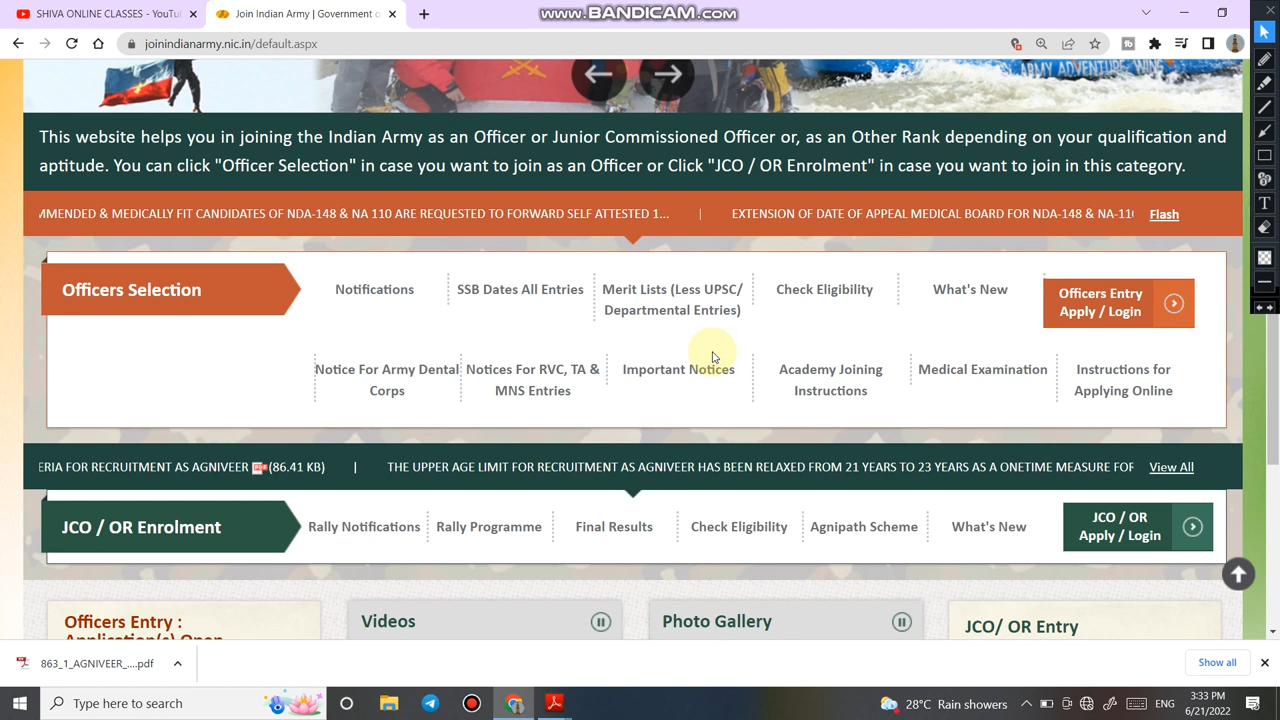 SHIVA ONLINE CLASSES - YouTu
Join Indian Army | Government o
www.BANDICAM.com
joinindianarmy.nic.in/default.aspx
ARMY ADVENTURE WING
This website helps you in joining the Indian Army as an Officer or Junior Commissioned Officer or, as an Other Rank depending on your qualification and
aptitude. You can click "Officer Selection" in case you want to join as an Officer or Click "JCO / OR Enrolment" in case you want to join in this category.
MMENDED & MEDICALLY FIT CANDIDATES OF NDA-148 & NA 110 ARE REQUESTED TO FORWARD SELF ATTESTED 1... | EXTENSION OF DATE OF APPEAL MEDICAL BOARD FOR NDA-148 & NA-110 Flash
Officers Selection
Notifications
SSB Dates All Entries
Merit Lists (Less UPSC/
Departmental Entries)
Check Eligibility
What's New
Officers Entry
Apply / Login
Notice For Army Dental
Corps
Notices For RVC, TA &
MNS Entries
Important Notices
Academy Joining
Instructions
Medical Examination
Instructions for
Applying Online
ERIA FOR RECRUITMENT AS AGNIVEER (86.41 KB) | THE UPPER AGE LIMIT FOR RECRUITMENT AS AGNIVEER HAS BEEN RELAXED FROM 21 YEARS TO 23 YEARS AS A ONETIME MEASURE FOR View All
JCO / OR Enrolment
Rally Notifications
Rally Programme
Final Results
Check Eligibility
Agnipath Scheme
What's New
JCO / OR
Apply / Login
Officers Entry :
Application(s) Open
Videos
Photo Gallery
JCO/ OR Entry
863_1_AGNIVEER_....pdf
Show all
Type here to search
28°C Rain showers
ENG
3:33 PM
6/21/2022